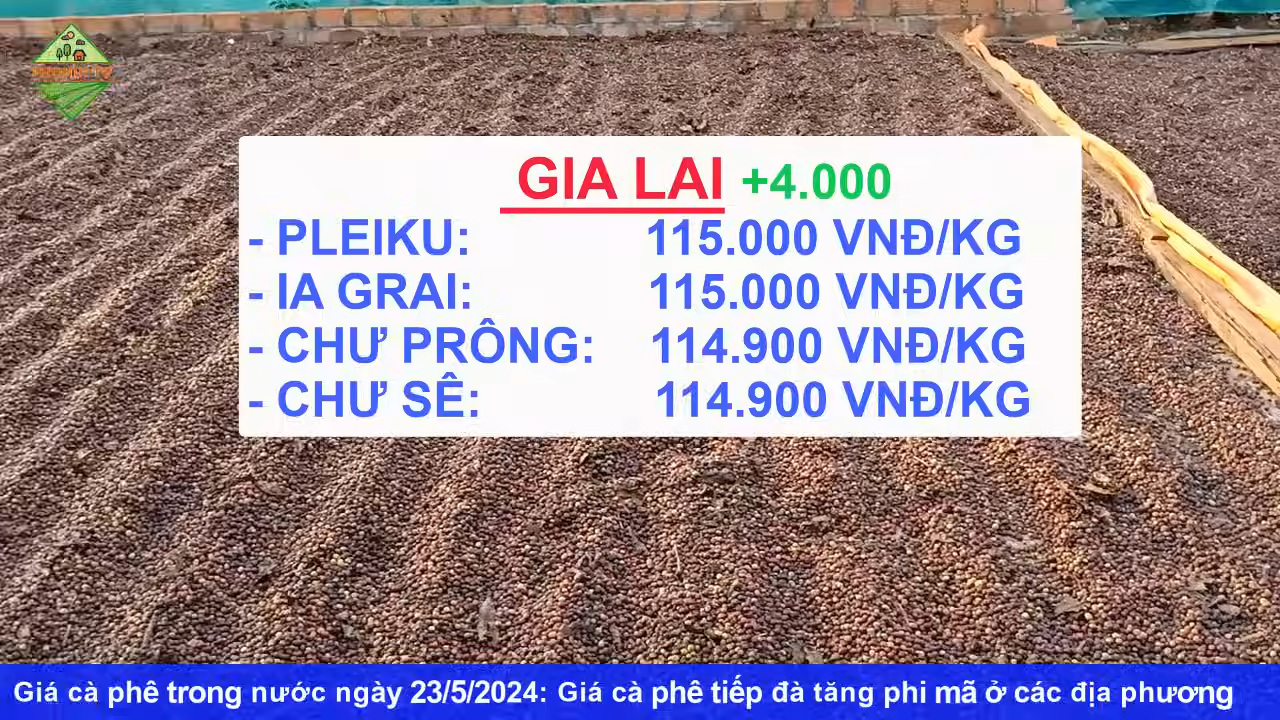 GIA LAI +4.000
- PLEIKU: 115.000 VNĐ/KG
- IA GRAI: 115.000 VNĐ/KG
- CHƯ PRÔNG: 114.900 VNĐ/KG
- CHƯ SÊ: 114.900 VNĐ/KG
Giá cà phê trong nước ngày 23/5/2024: Giá cà phê tiếp đà tăng phi mã ở các địa phương